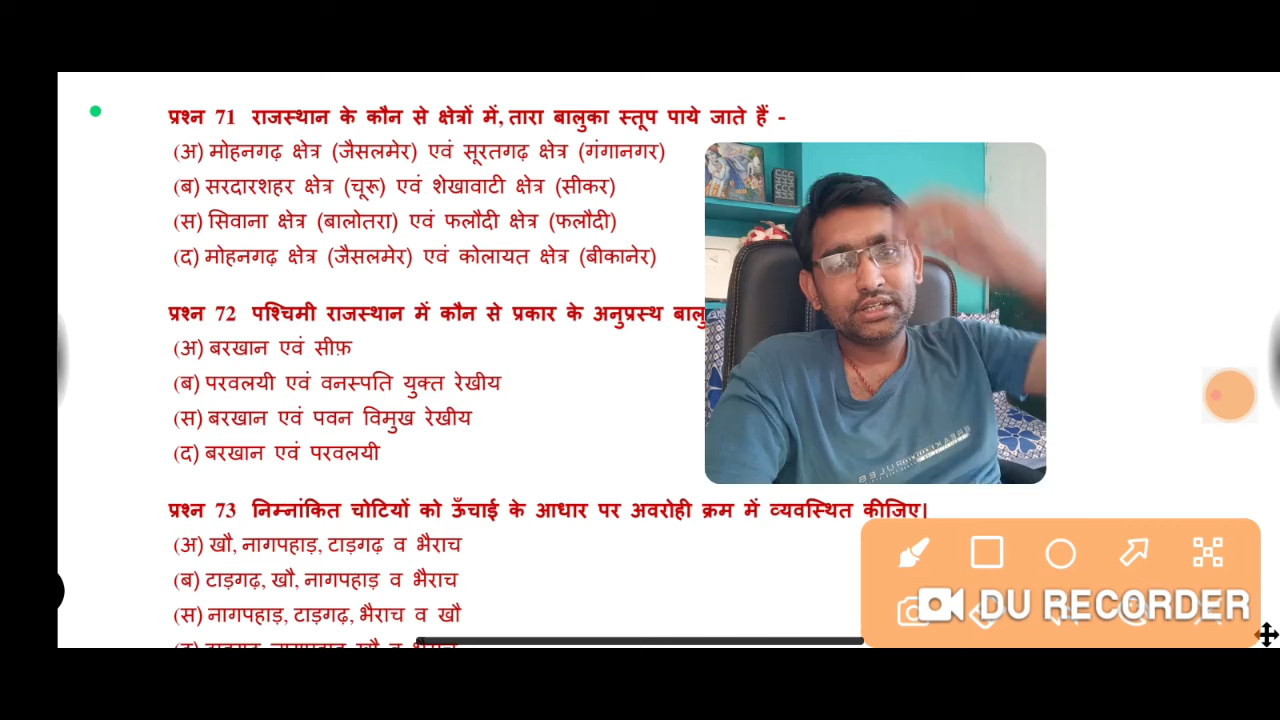 प्रश्न 71 राजस्थान के कौन से क्षेत्रों में, तारा बालुका स्तूप पाये जाते हैं -
(अ) मोहनगढ़ क्षेत्र (जैसलमेर) एवं सूरतगढ़ क्षेत्र (गंगानगर)
(ब) सरदारशहर क्षेत्र (चूरू) एवं शेखावाटी क्षेत्र (सीकर)
(स) सिवाना क्षेत्र (बालोतरा) एवं फलौदी क्षेत्र (फलौदी)
(द) मोहनगढ़ क्षेत्र (जैसलमेर) एवं कोलायत क्षेत्र (बीकानेर)
प्रश्न 72 पश्चिमी राजस्थान में कौन से प्रकार के अनुप्रस्थ बालु
(अ) बरखान एवं सीफ़
(ब) परवलयी एवं वनस्पति युक्त रेखीय
(स) बरखान एवं पवन विमुख रेखीय
(द) बरखान एवं परवलयी
प्रश्न 73 निम्नांकित चोटियों को ऊँचाई के आधार पर अवरोही क्रम में व्यवस्थित कीजिए।
(अ) खौ, नागपहाड़, टाड़गढ़ व भैराच
(ब) टाड़गढ़, खौ, नागपहाड़ व भैराच
(स) नागपहाड़, टाड़गढ़, भैराच व खौ
DU RECORDER